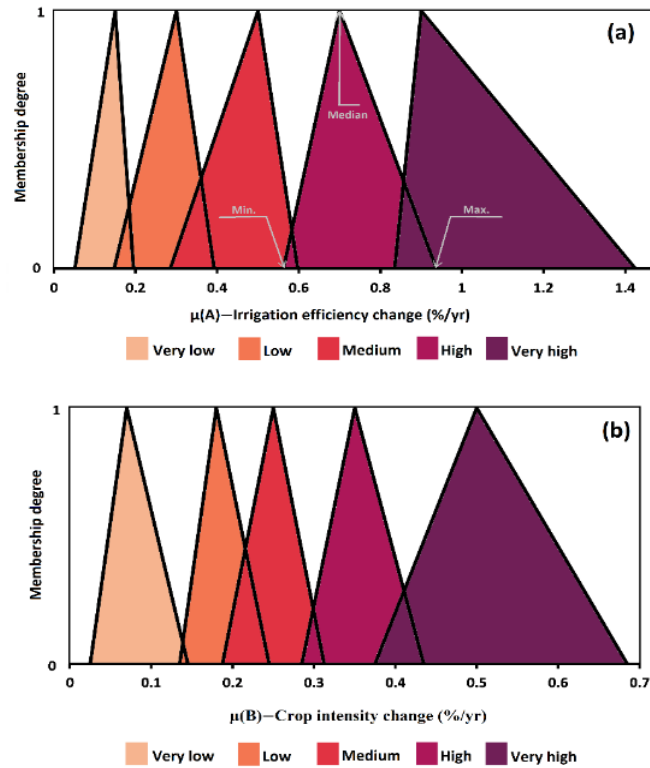 1
(a)
Membership degree
Median
Min.
Max.
0
0 0.2 0.4 0.6 0.8 1 1.2 1.4
μ(A)—Irrigation efficiency change (%/yr)
Very low Low Medium High Very high
1
(b)
Membership degree
0
0 0.1 0.2 0.3 0.4 0.5 0.6 0.7
μ(B)—Crop intensity change (%/yr)
Very low Low Medium High Very high